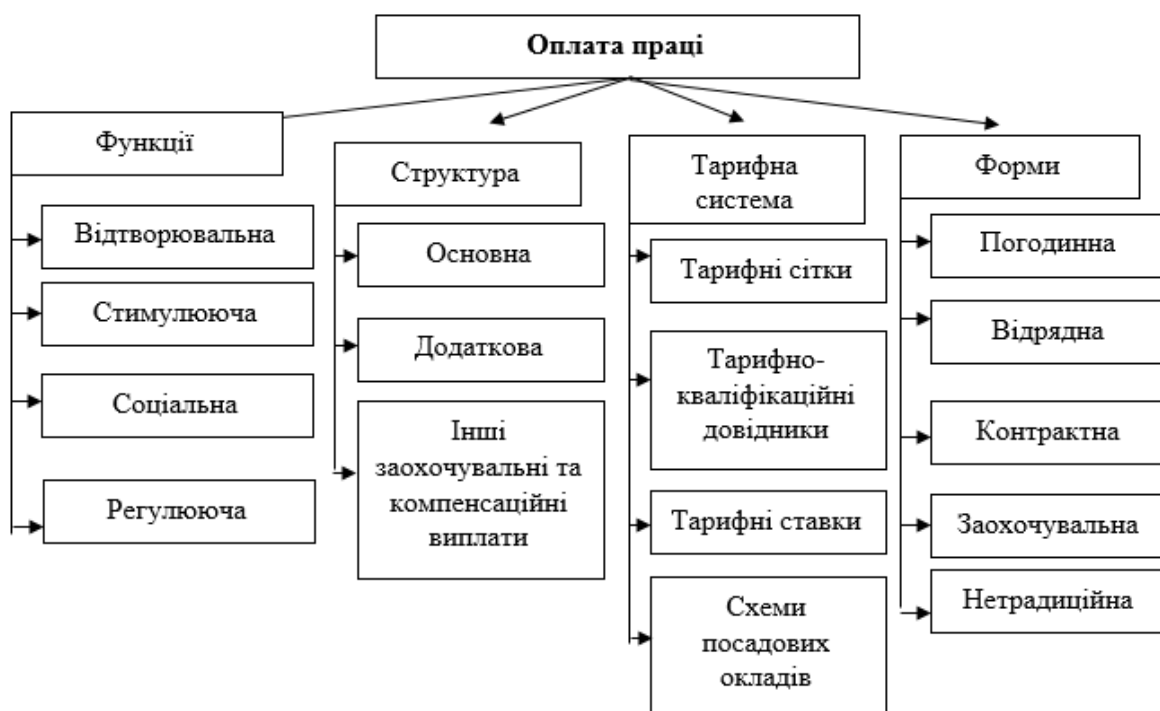 Оплата праці
Функції
Відтворювальна
Стимулююча
Соціальна
Регулююча
Структура
Основна
Додаткова
Інші
заохочувальні та
компенсаційні
виплати
Тарифна
система
Тарифні сітки
Тарифно-
кваліфікаційні
довідники
Тарифні ставки
Схеми
посадових
окладів
Форми
Погодинна
Відрядна
Контрактна
Заохочувальна
Нетрадиційна